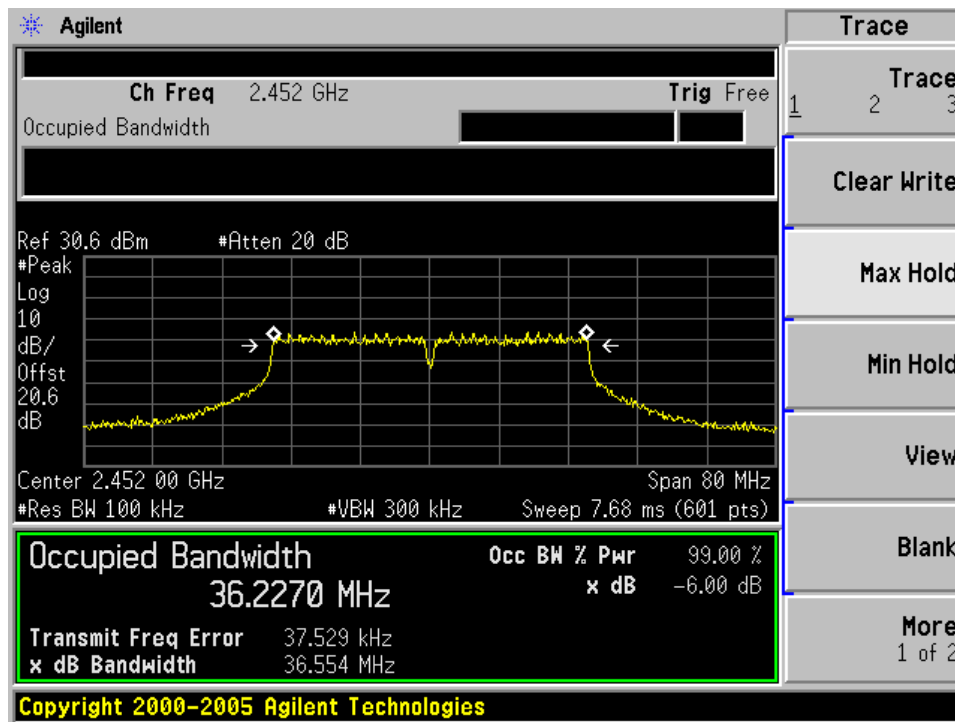 Agilent
Trace
Ch Freq 2.452 GHz Trig Free
Occupied Bandwidth
Trace
1 2 3
Clear Write
Max Hold
Min Hold
View
Blank
More
1 of 2
Ref 30.6 dBm #Atten 20 dB
#Peak
Log
10
dB/
Offst
20.6
dB
Center 2.452 00 GHz Span 80 MHz
#Res BW 100 kHz #VBW 300 kHz Sweep 7.68 ms (601 pts)
Occupied Bandwidth Occ BW % Pwr 99.00 %
36.2270 MHz x dB -6.00 dB
Transmit Freq Error 37.529 kHz
x dB Bandwidth 36.554 MHz
Copyright 2000-2005 Agilent Technologies